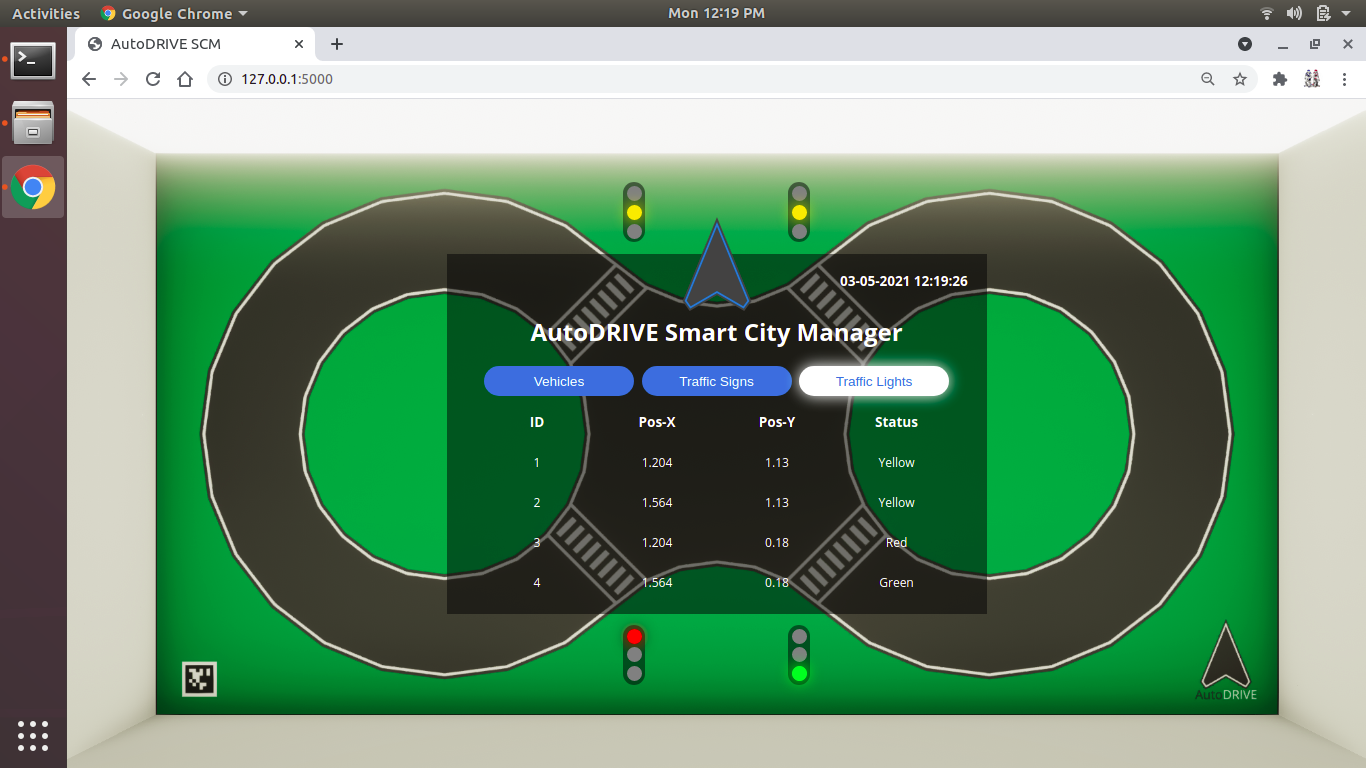 Activities Google Chrome Mon 12:19 PM
AutoDRIVE SCM
127.0.0.1:5000
03-05-2021 12:19:26
AutoDRIVE Smart City Manager
Vehicles Traffic Signs Traffic Lights
ID Pos-X Pos-Y Status
1 1.204 1.13 Yellow
2 1.564 1.13 Yellow
3 1.204 0.18 Red
4 1.564 0.18 Green
AutoDRIVE